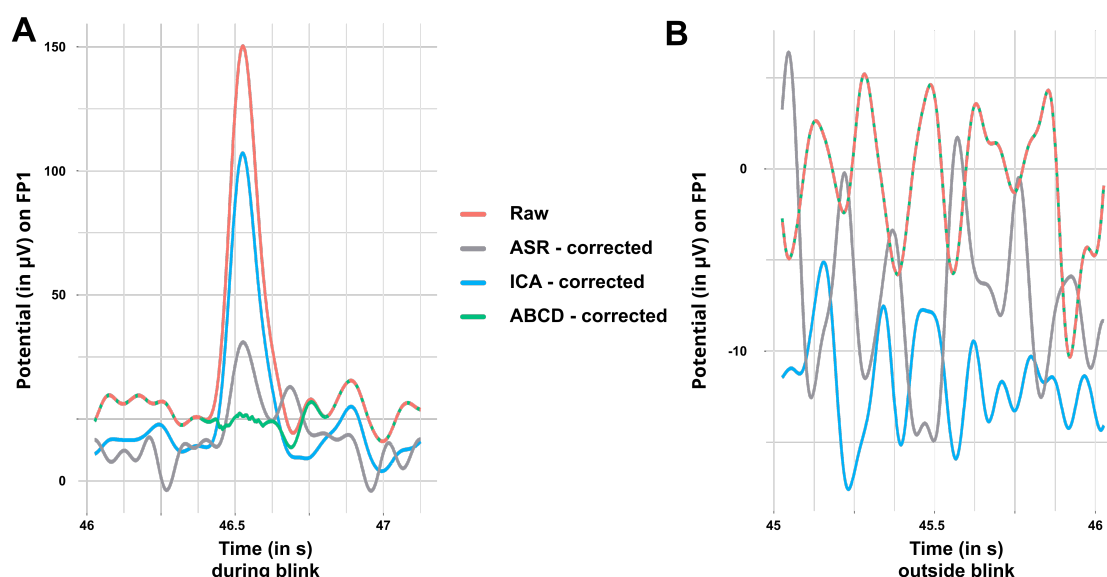 A
Potential (in µV) on FP1
150
100
50
0
46
46.5
47
Time (in s)
during blink
Raw
ASR - corrected
ICA - corrected
ABCD - corrected
B
Potential (in µV) on FP1
0
-10
45
45.5
46
Time (in s)
outside blink